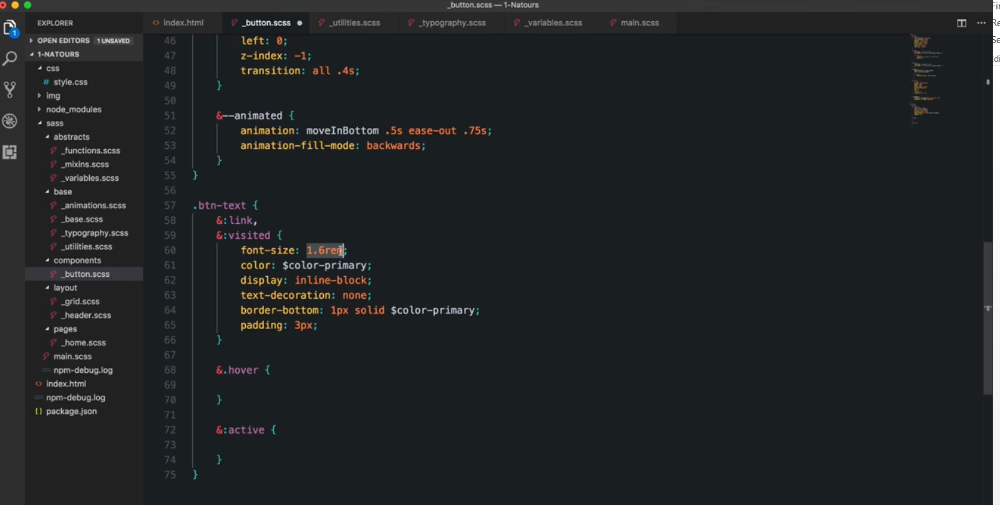 _button.scss — 1-Natours
EXPLORER
OPEN EDITORS 1 UNSAVED
1-NATOURS
css
# style.css
img
node_modules
sass
abstracts
_functions.scss
_mixins.scss
_variables.scss
base
_animations.scss
_base.scss
_typography.scss
_utilities.scss
components
_button.scss
layout
_grid.scss
_header.scss
pages
_home.scss
main.scss
npm-debug.log
<> index.html
npm-debug.log
{} package.json
1
<> index.html _button.scss _utilities.scss _typography.scss _variables.scss main.scss
46 left: 0;
47 z-index: -1;
48 transition: all .4s;
49 }
50
51 &--animated {
52 animation: moveInBottom .5s ease-out .75s;
53 animation-fill-mode: backwards;
54 }
55 }
56
57 .btn-text {
58 &:link,
59 &:visited {
60 font-size: 1.6rem;
61 color: $color-primary;
62 display: inline-block;
63 text-decoration: none;
64 border-bottom: 1px solid $color-primary;
65 padding: 3px;
66 }
67
68 &.hover {
69
70 }
71
72 &:active {
73
74 }
75 }